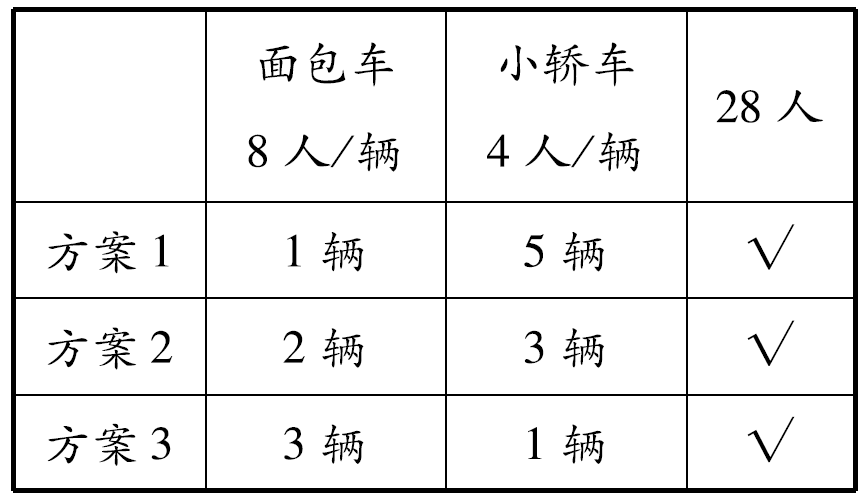 面包车 小轿车
28 人
8 人/辆 4 人/辆
方案 1 1 辆 5 辆 √
方案 2 2 辆 3 辆 √
方案 3 3 辆 1 辆 √